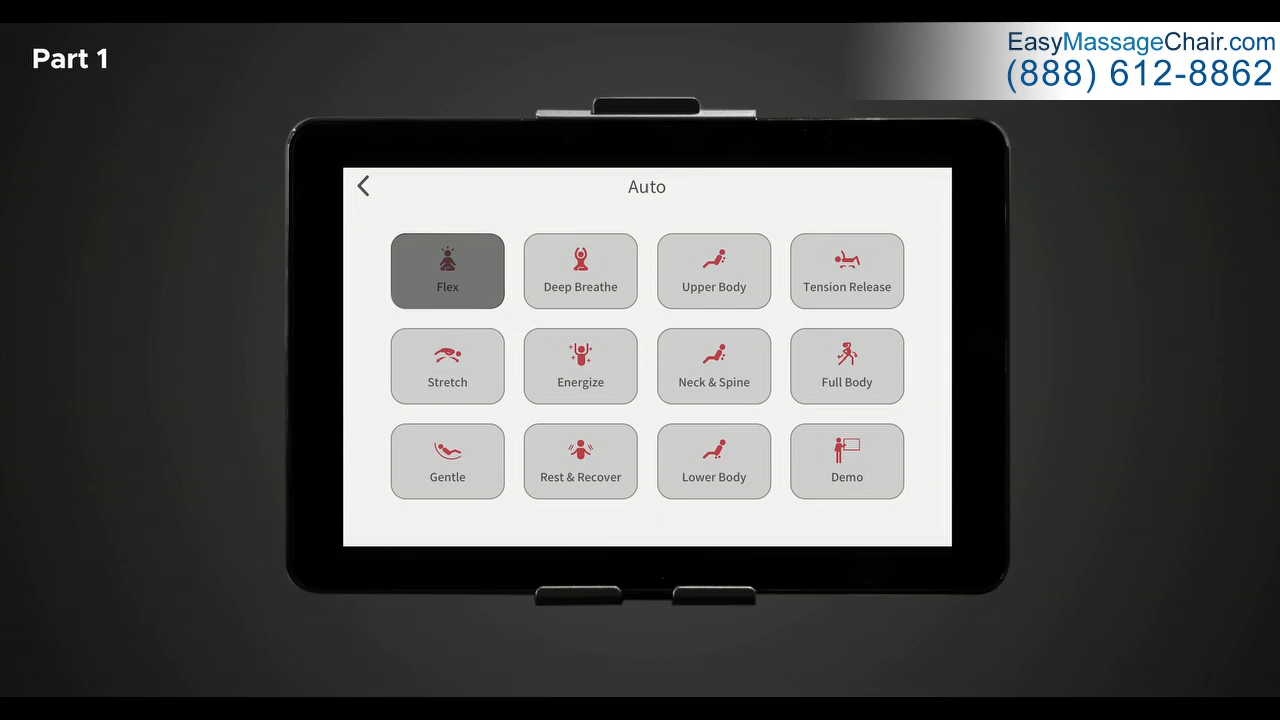 Part 1
EasyMassageChair.com
(888) 612-8862
Auto
Flex
Deep Breathe
Upper Body
Tension Release
Stretch
Energize
Neck & Spine
Full Body
Gentle
Rest & Recover
Lower Body
Demo